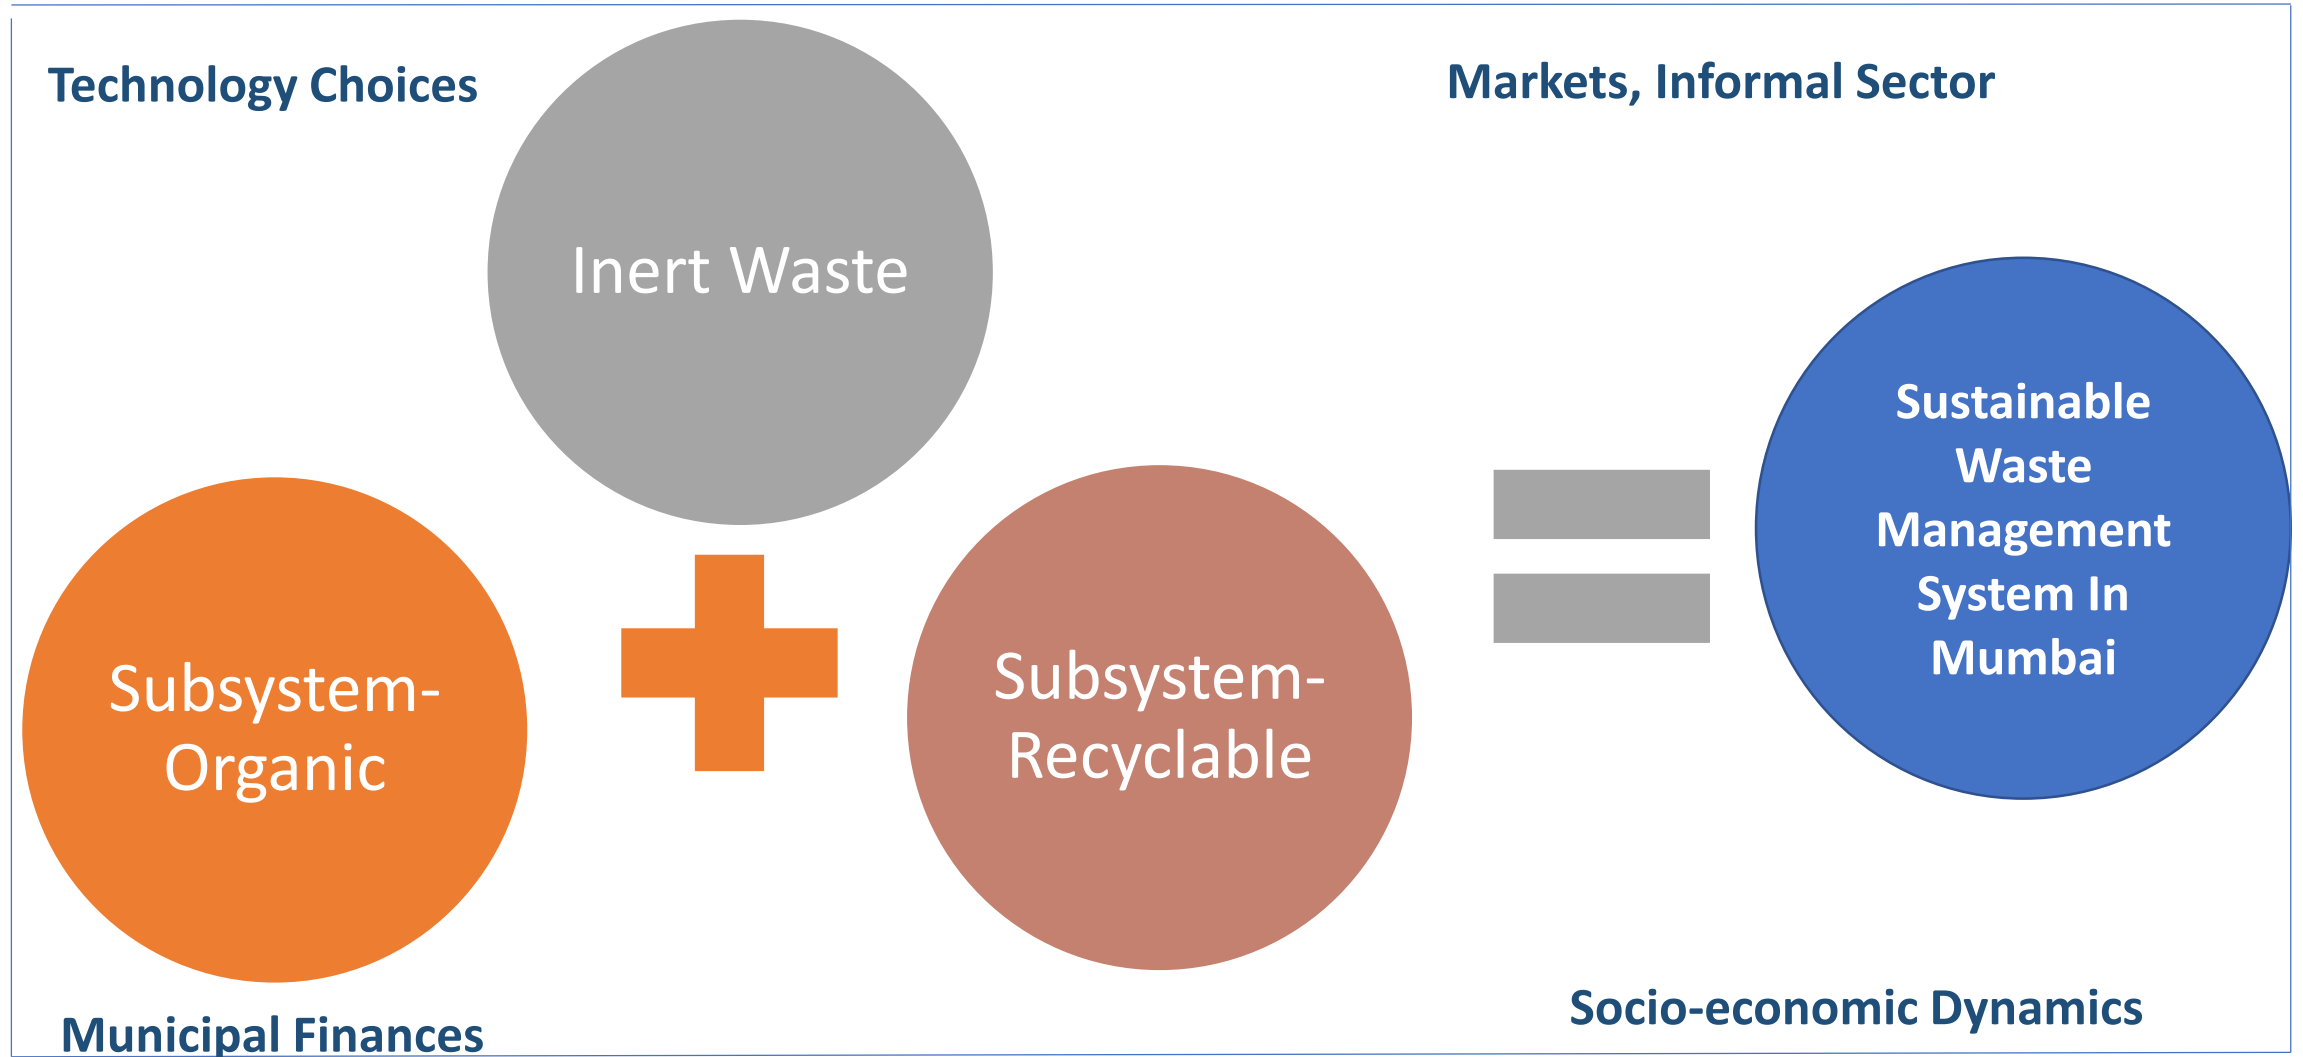 Technology Choices
Markets, Informal Sector
Inert Waste
Sustainable
Waste
Management
System In
Mumbai
Subsystem-
Organic
Subsystem-
Recyclable
Municipal Finances
Socio-economic Dynamics